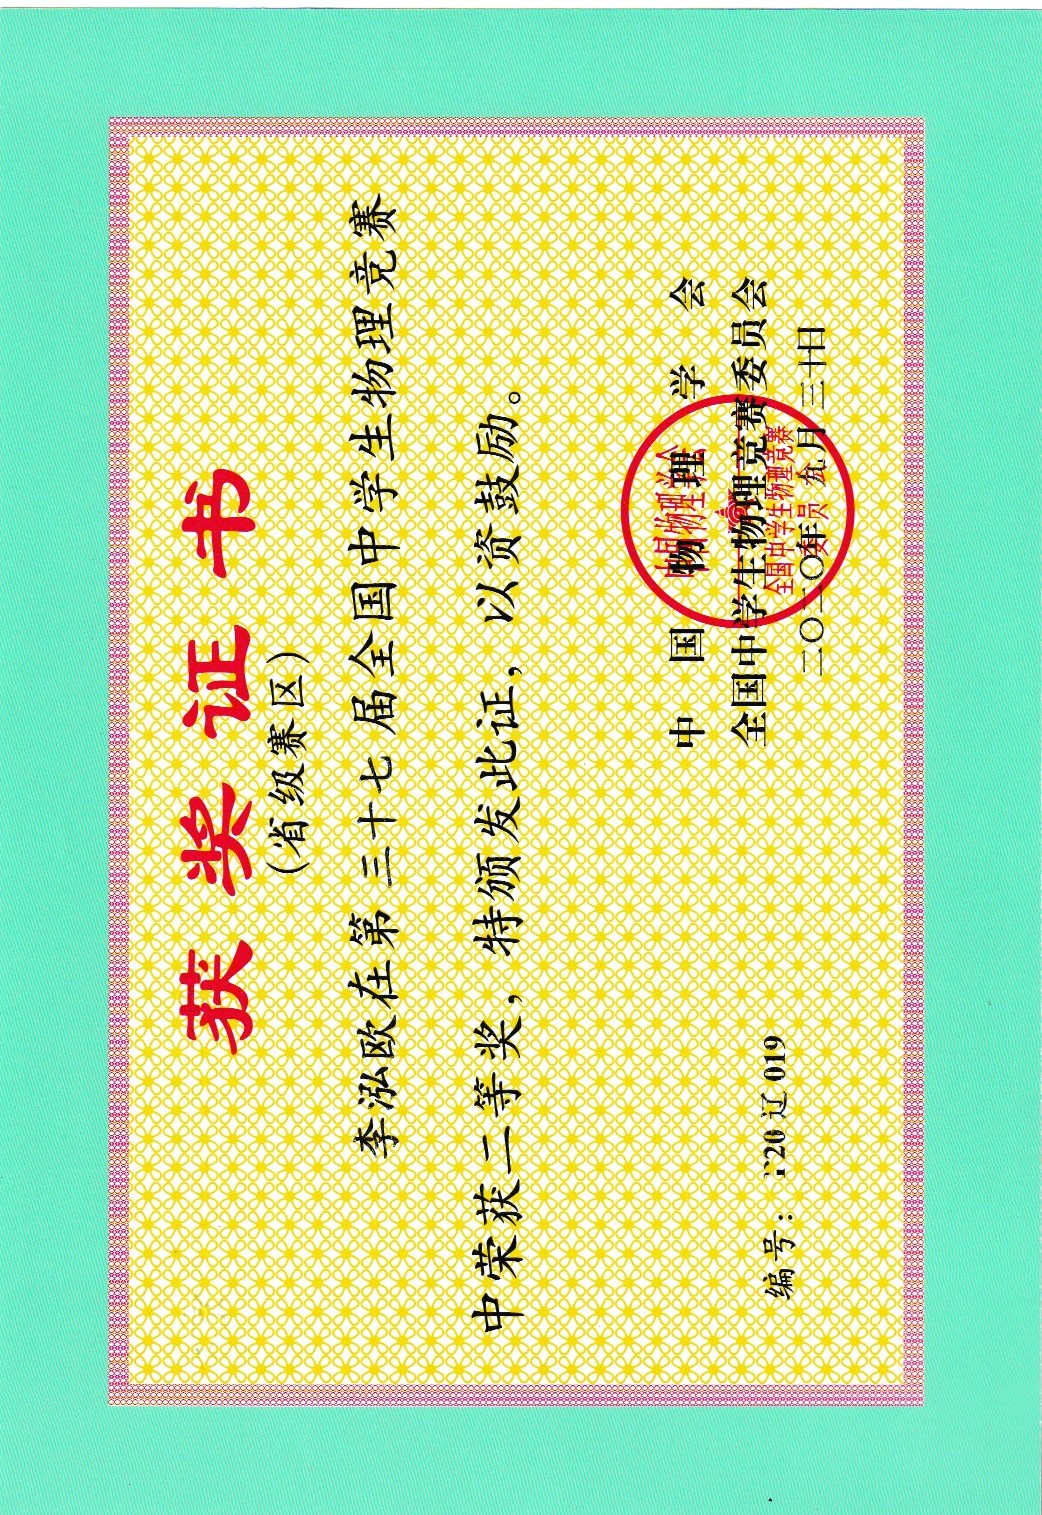 获奖证书
(省级赛区)
李泓欧在第三十七届全国中学生物理竞赛
中荣获二等奖，特颁发此证，以资鼓励。
中国物理学会
全国中学生物理竞赛委员会
二〇二〇年 九月三十日
编号：T20辽019
中国物理学会
全国中学生物理竞赛
委员会